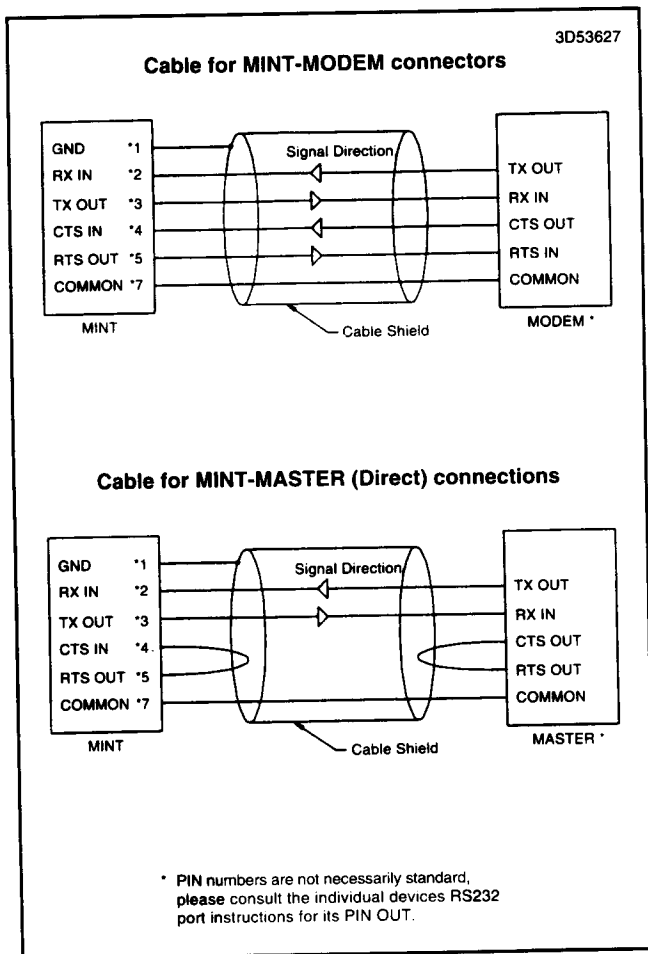 3D53627
Cable for MINT-MODEM connectors
GND *1
RX IN *2
TX OUT *3
CTS IN *4
RTS OUT *5
COMMON *7
MINT
Signal Direction
Cable Shield
TX OUT
RX IN
CTS OUT
RTS IN
COMMON
MODEM *
Cable for MINT-MASTER (Direct) connections
GND *1
RX IN *2
TX OUT *3
CTS IN *4
RTS OUT *5
COMMON *7
MINT
Signal Direction
Cable Shield
TX OUT
RX IN
CTS OUT
RTS OUT
COMMON
MASTER *
* PIN numbers are not necessarily standard,
please consult the individual devices RS232
port instructions for its PIN OUT.